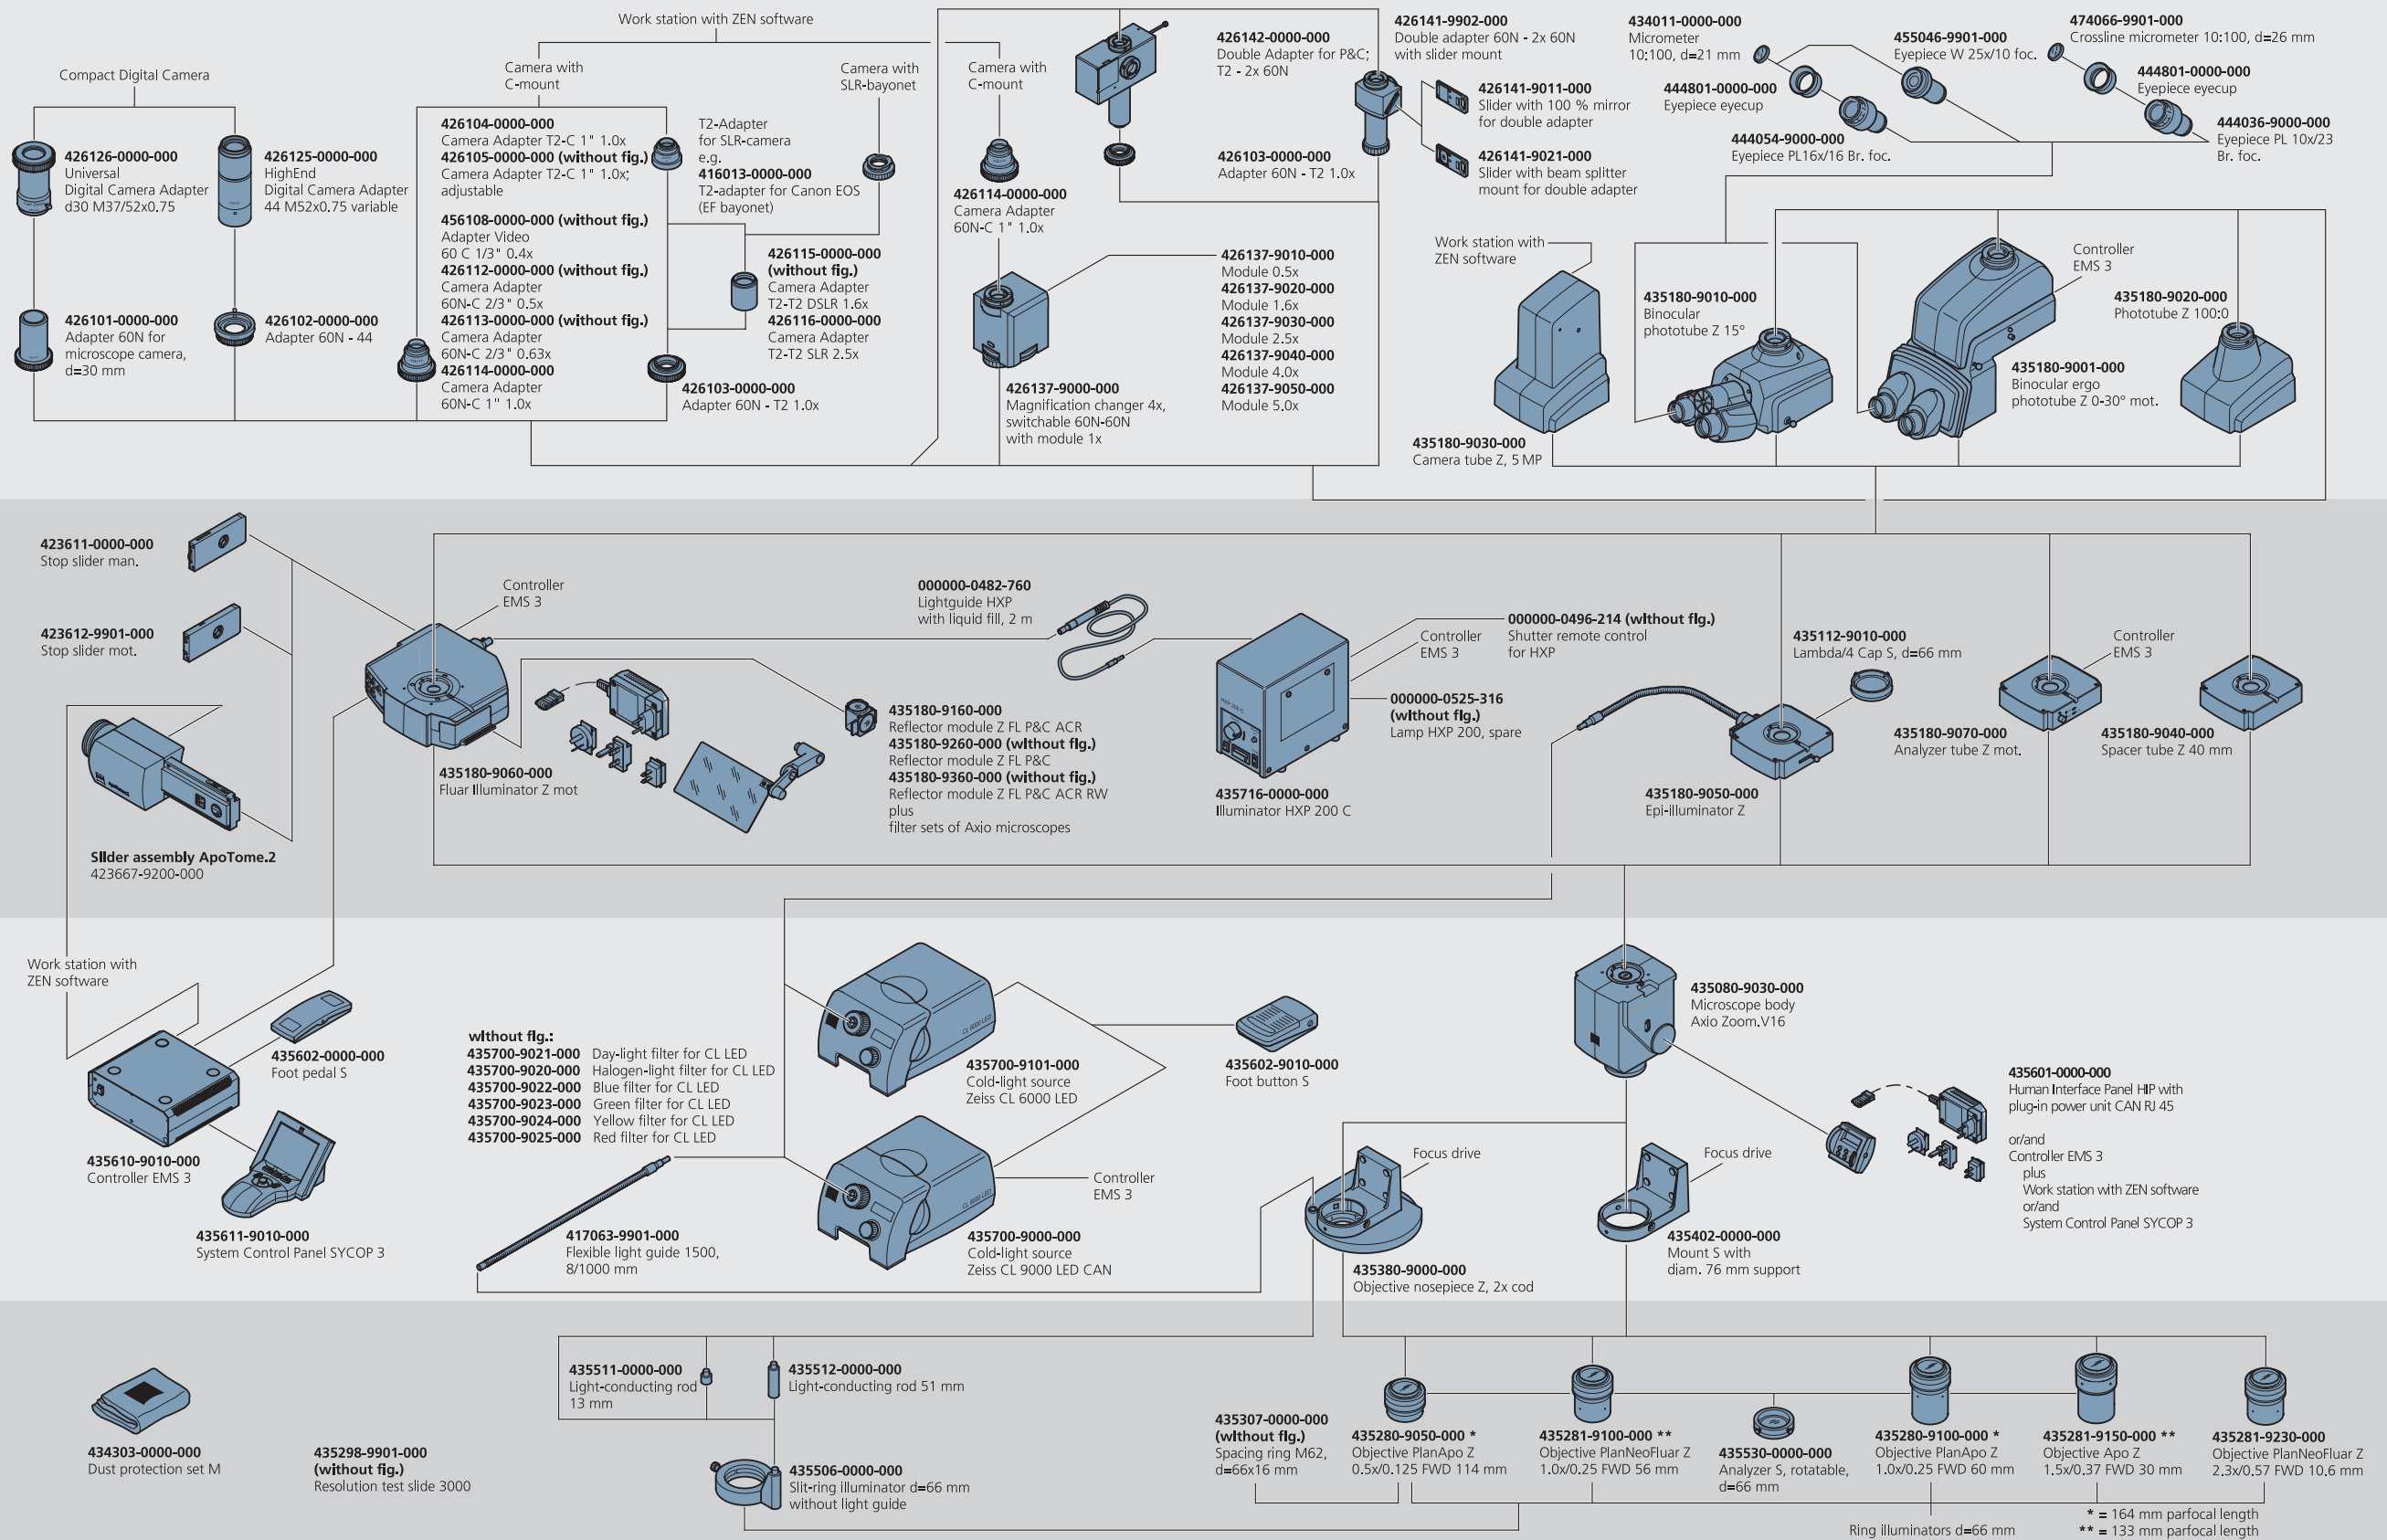 Work station with ZEN software
Compact Digital Camera
Camera with
C-mount
Camera with
SLR-bayonet
Camera with
C-mount
426126-0000-000
Universal
Digital Camera Adapter
d30 M37/52x0.75
426125-0000-000
HighEnd
Digital Camera Adapter
44 M52x0.75 variable
426101-0000-000
Adapter 60N for
microscope camera,
d=30 mm
426102-0000-000
Adapter 60N - 44
426104-0000-000
Camera Adapter T2-C 1" 1.0x
426105-0000-000 (without fig.)
Camera Adapter T2-C 1" 1.0x;
adjustable
456108-0000-000 (without fig.)
Adapter Video
60 C 1/3" 0.4x
426112-0000-000 (without fig.)
Camera Adapter
60N-C 2/3" 0.5x
426113-0000-000 (without fig.)
Camera Adapter
60N-C 2/3" 0.63x
426114-0000-000
Camera Adapter
60N-C 1" 1.0x
T2-Adapter
for SLR-camera
e.g.
416013-0000-000
T2-adapter for Canon EOS
(EF bayonet)
426115-0000-000
(without fig.)
Camera Adapter
T2-T2 DSLR 1.6x
426116-0000-000
Camera Adapter
T2-T2 SLR 2.5x
426103-0000-000
Adapter 60N - T2 1.0x
426114-0000-000
Camera Adapter
60N-C 1" 1.0x
426137-9000-000
Magnification changer 4x,
switchable 60N-60N
with module 1x
426142-0000-000
Double Adapter for P&C;
T2 - 2x 60N
426103-0000-000
Adapter 60N - T2 1.0x
426137-9010-000
Module 0.5x
426137-9020-000
Module 1.6x
426137-9030-000
Module 2.5x
426137-9040-000
Module 4.0x
426137-9050-000
Module 5.0x
426141-9902-000
Double adapter 60N - 2x 60N
with slider mount
426141-9011-000
Slider with 100 % mirror
for double adapter
426141-9021-000
Slider with beam splitter
mount for double adapter
434011-0000-000
Micrometer
10:100, d=21 mm
444801-0000-000
Eyepiece eyecup
444054-9000-000
Eyepiece PL16x/16 Br. foc.
455046-9901-000
Eyepiece W 25x/10 foc.
474066-9901-000
Crossline micrometer 10:100, d=26 mm
444801-0000-000
Eyepiece eyecup
444036-9000-000
Eyepiece PL 10x/23
Br. foc.
Work station with
ZEN software
435180-9030-000
Camera tube Z, 5 MP
435180-9010-000
Binocular
phototube Z 15°
Controller
EMS 3
435180-9001-000
Binocular ergo
phototube Z 0-30° mot.
435180-9020-000
Phototube Z 100:0
423611-0000-000
Stop slider man.
423612-9901-000
Stop slider mot.
Slider assembly ApoTome.2
423667-9200-000
Controller
EMS 3
435180-9060-000
Fluar Illuminator Z mot
000000-0482-760
Lightguide HXP
with liquid fill, 2 m
435180-9160-000
Reflector module Z FL P&C ACR
435180-9260-000 (without fig.)
Reflector module Z FL P&C
435180-9360-000 (without fig.)
Reflector module Z FL P&C ACR RW
plus
filter sets of Axio microscopes
HXP 200 C
435716-0000-000
Illuminator HXP 200 C
Controller
EMS 3
000000-0496-214 (without fig.)
Shutter remote control
for HXP
000000-0525-316
(without fig.)
Lamp HXP 200, spare
435112-9010-000
Lambda/4 Cap S, d=66 mm
435180-9050-000
Epi-illuminator Z
Controller
EMS 3
435180-9070-000
Analyzer tube Z mot.
435180-9040-000
Spacer tube Z 40 mm
Work station with
ZEN software
435602-0000-000
Foot pedal S
435610-9010-000
Controller EMS 3
435611-9010-000
System Control Panel SYCOP 3
without fig.:
435700-9021-000 Day-light filter for CL LED
435700-9020-000 Halogen-light filter for CL LED
435700-9022-000 Blue filter for CL LED
435700-9023-000 Green filter for CL LED
435700-9024-000 Yellow filter for CL LED
435700-9025-000 Red filter for CL LED
417063-9901-000
Flexible light guide 1500,
8/1000 mm
CL 6000 LED
435700-9101-000
Cold-light source
Zeiss CL 6000 LED
435602-9010-000
Foot button S
CL 9000 LED
Controller
EMS 3
435700-9000-000
Cold-light source
Zeiss CL 9000 LED CAN
435080-9030-000
Microscope body
Axio Zoom.V16
Focus drive
435380-9000-000
Objective nosepiece Z, 2x cod
Focus drive
435402-0000-000
Mount S with
diam. 76 mm support
435601-0000-000
Human Interface Panel HIP with
plug-in power unit CAN RJ 45
or/and
Controller EMS 3
plus
Work station with ZEN software
or/and
System Control Panel SYCOP 3
434303-0000-000
Dust protection set M
435298-9901-000
(without fig.)
Resolution test slide 3000
435511-0000-000
Light-conducting rod
13 mm
435512-0000-000
Light-conducting rod 51 mm
435506-0000-000
Slit-ring illuminator d=66 mm
without light guide
435307-0000-000
(without fig.)
Spacing ring M62,
d=66x16 mm
435280-9050-000 *
Objective PlanApo Z
0.5x/0.125 FWD 114 mm
435281-9100-000 **
Objective PlanNeoFluar Z
1.0x/0.25 FWD 56 mm
435530-0000-000
Analyzer S, rotatable,
d=66 mm
435280-9100-000 *
Objective PlanApo Z
1.0x/0.25 FWD 60 mm
435281-9150-000 **
Objective Apo Z
1.5x/0.37 FWD 30 mm
435281-9230-000
Objective PlanNeoFluar Z
2.3x/0.57 FWD 10.6 mm
Ring illuminators d=66 mm
* = 164 mm parfocal length
** = 133 mm parfocal length